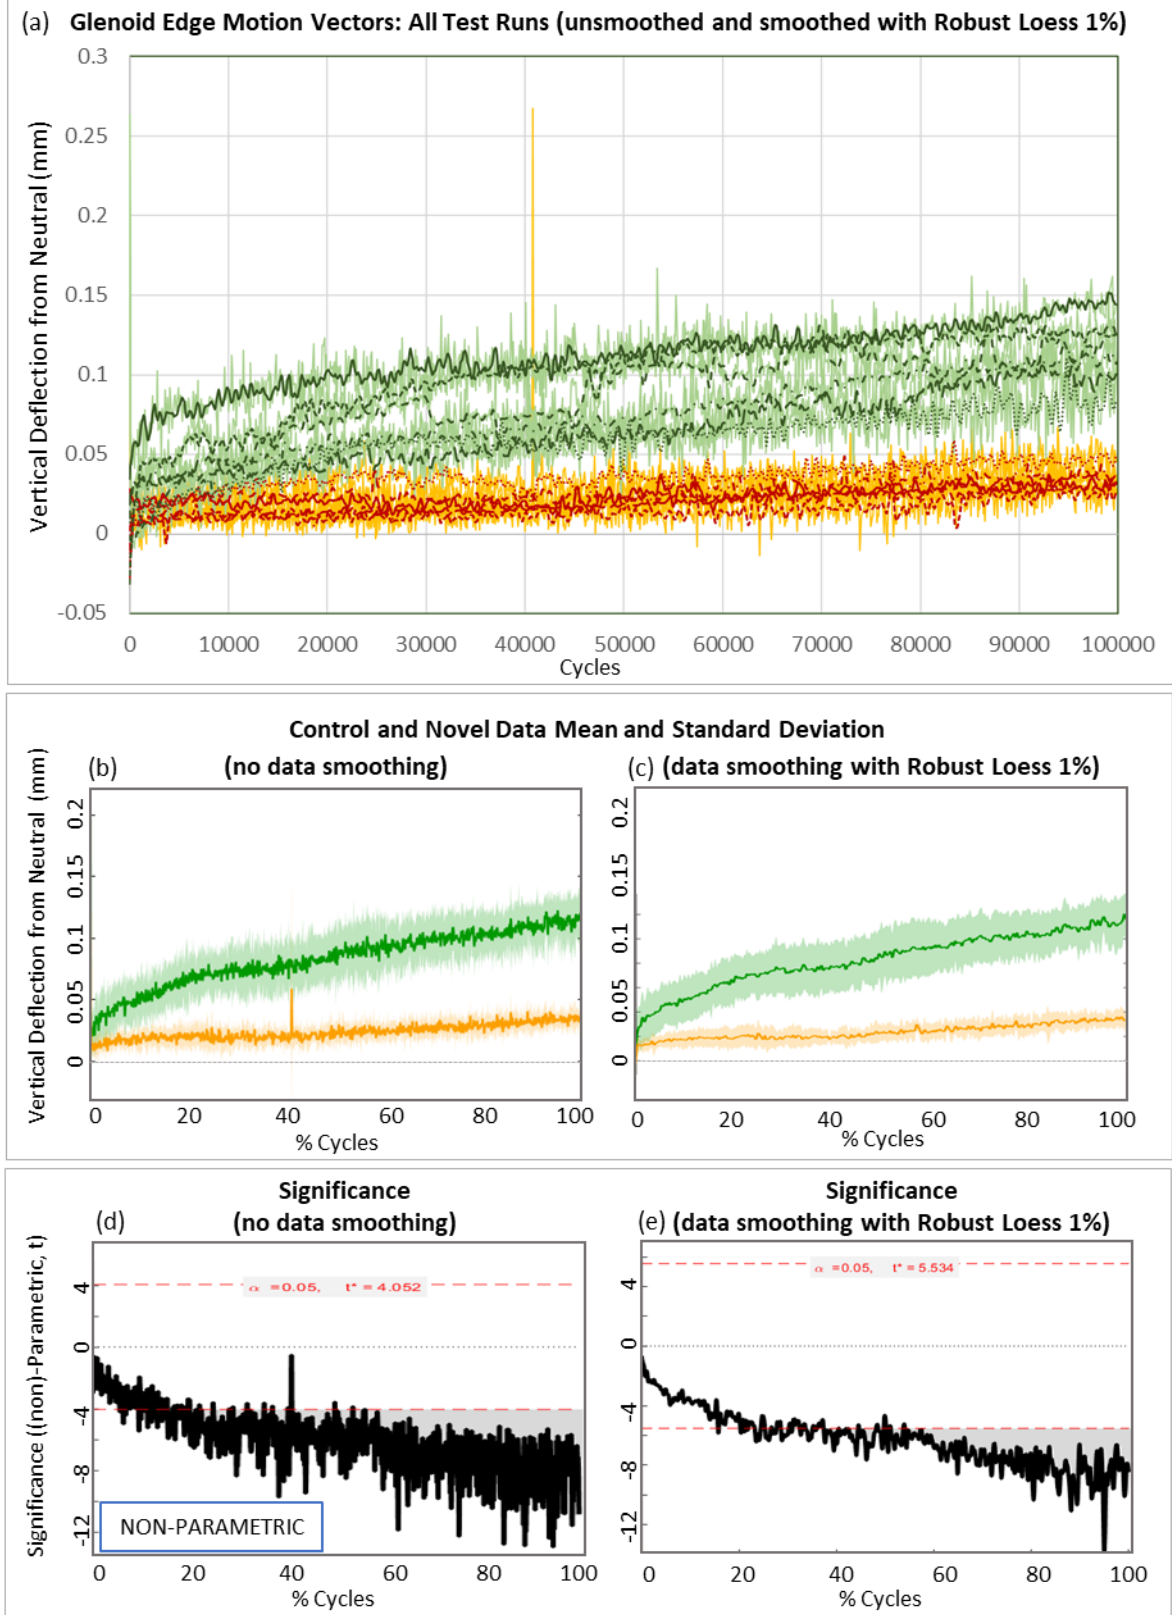 (a) Glenoid Edge Motion Vectors: All Test Runs (unsmoothed and smoothed with Robust Loess 1%)
Vertical Deflection from Neutral (mm)
0.3
0.25
0.2
0.15
0.1
0.05
0
-0.05
0 10000 20000 30000 40000 50000 60000 70000 80000 90000 100000
Cycles
Control and Novel Data Mean and Standard Deviation
(b) (no data smoothing)
(c) (data smoothing with Robust Loess 1%)
Vertical Deflection from Neutral (mm)
0.2
0.15
0.1
0.05
0
0 20 40 60 80 100
% Cycles
0.2
0.15
0.1
0.05
0
0 20 40 60 80 100
% Cycles
Significance
(d) (no data smoothing)
Significance
(e) (data smoothing with Robust Loess 1%)
Significance ((non)-Parametric, t)
4
0
-4
-8
-12
α =0.05, t* = 4.052
NON-PARAMETRIC
0 20 40 60 80 100
% Cycles
4
0
-4
-8
-12
α =0.05, t* = 5.534
0 20 40 60 80 100
% Cycles